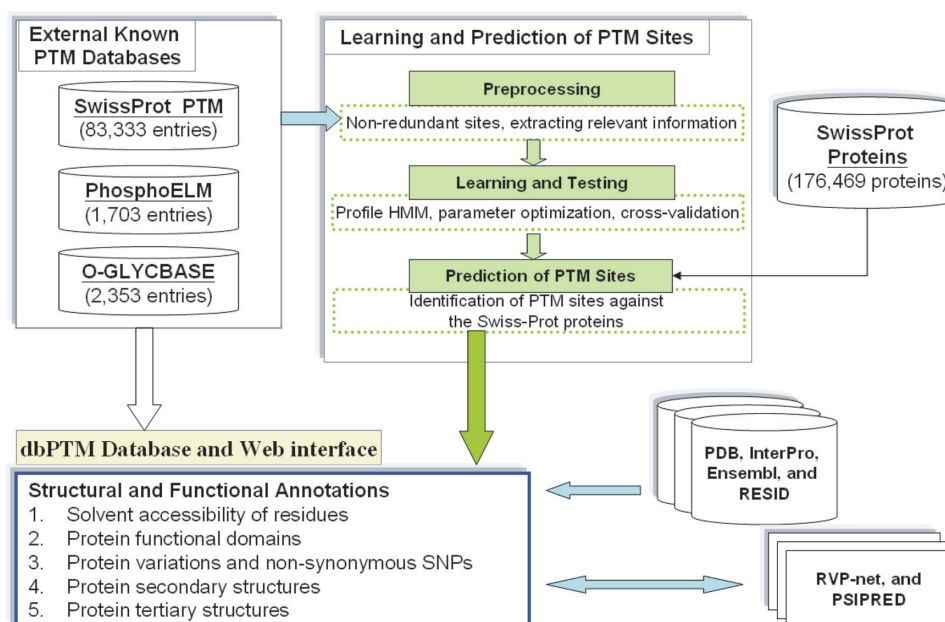 External Known
PTM Databases
SwissProt PTM
(83,333 entries)
PhosphoELM
(1,703 entries)
O-GLYCBASE
(2,353 entries)
Learning and Prediction of PTM Sites
Preprocessing
Non-redundant sites, extracting relevant information
Learning and Testing
Profile HMM, parameter optimization, cross-validation
Prediction of PTM Sites
Identification of PTM sites against
the Swiss-Prot proteins
SwissProt
Proteins
(176,469 proteins)
dbPTM Database and Web interface
Structural and Functional Annotations
1. Solvent accessibility of residues
2. Protein functional domains
3. Protein variations and non-synonymous SNPs
4. Protein secondary structures
5. Protein tertiary structures
PDB, InterPro,
Ensembl, and
RESID
RVP-net, and
PSIPRED